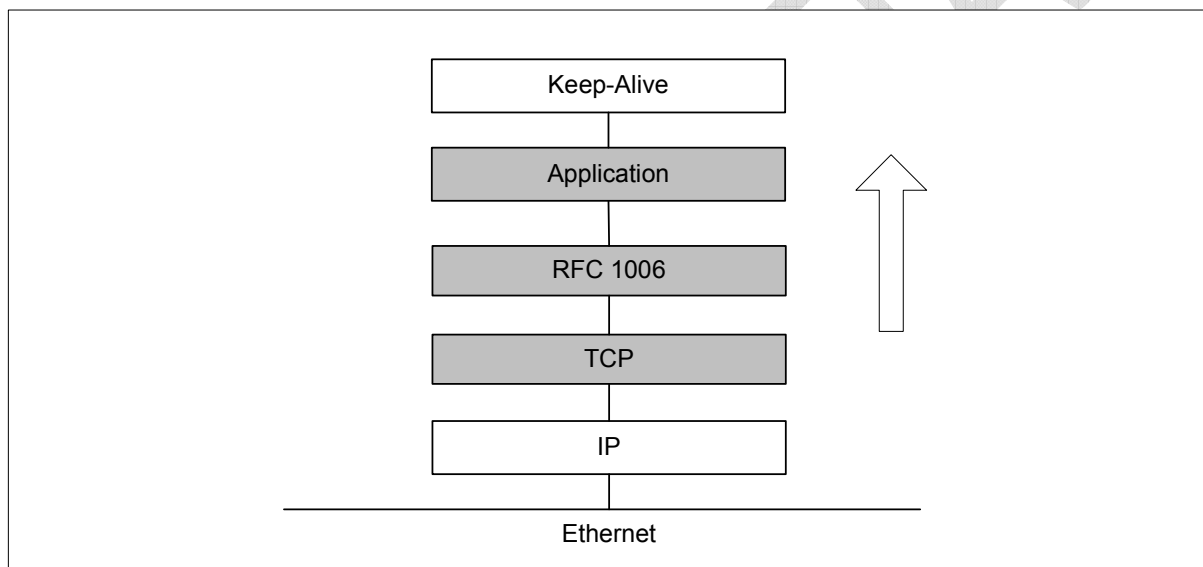 Keep-Alive
Application
RFC 1006
TCP
IP
Ethernet